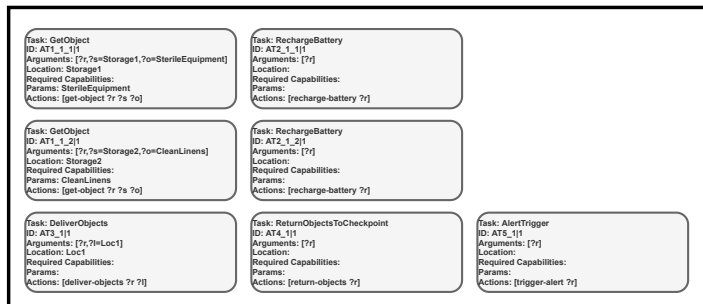 Task: GetObject
ID: AT1_1_1|1
Arguments: [?r,?s=Storage1,?o=SterileEquipment]
Location: Storage1
Required Capabilities:
Params: SterileEquipment
Actions: [get-object ?r ?s ?o]
Task: RechargeBattery
ID: AT2_1_1|1
Arguments: [?r]
Location:
Required Capabilities:
Params:
Actions: [recharge-battery ?r]
Task: GetObject
ID: AT1_1_2|1
Arguments: [?r,?s=Storage2,?o=CleanLinens]
Location: Storage2
Required Capabilities:
Params: CleanLinens
Actions: [get-object ?r ?s ?o]
Task: RechargeBattery
ID: AT2_1_2|1
Arguments: [?r]
Location:
Required Capabilities:
Params:
Actions: [recharge-battery ?r]
Task: DeliverObjects
ID: AT3_1|1
Arguments: [?r,?l=Loc1]
Location: Loc1
Required Capabilities:
Params:
Actions: [deliver-objects ?r ?l]
Task: ReturnObjectsToCheckpoint
ID: AT4_1|1
Arguments: [?r]
Location:
Required Capabilities:
Params:
Actions: [return-objects ?r]
Task: AlertTrigger
ID: AT5_1|1
Arguments: [?r]
Location:
Required Capabilities:
Params:
Actions: [trigger-alert ?r]